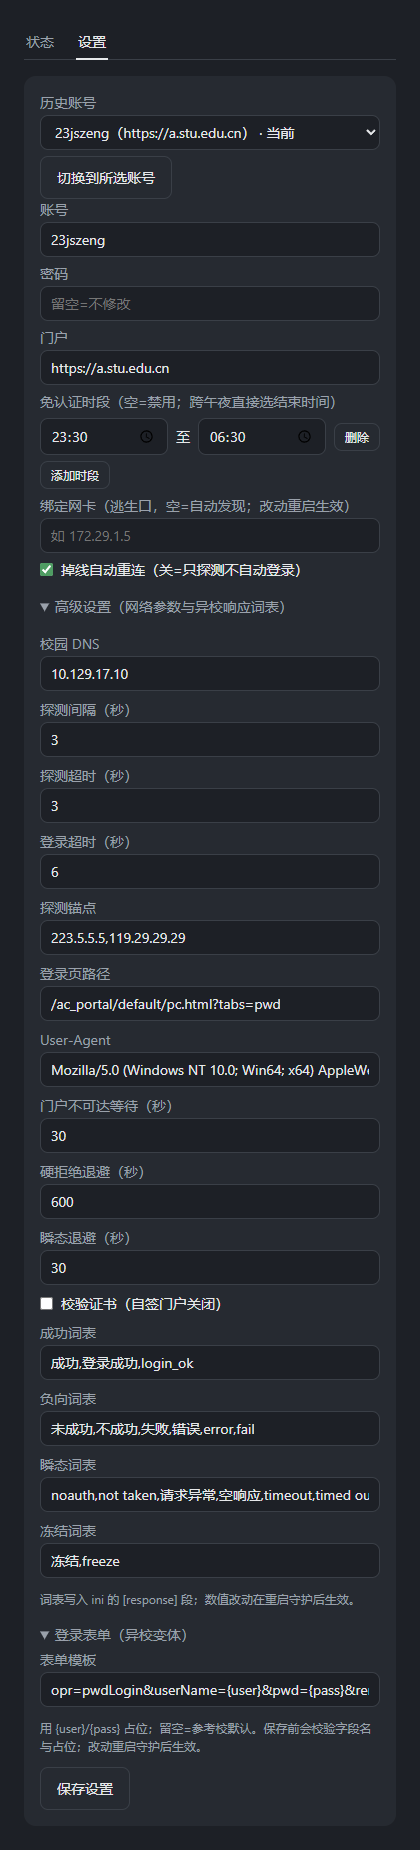 状态 设置
历史账号
23jszeng（https://a.stu.edu.cn）· 当前
切换到所选账号
账号
23jszeng
密码
留空=不修改
门户
https://a.stu.edu.cn
免认证时段（空=禁用；跨午夜直接选结束时间）
23:30 至 06:30 删除
添加时段
绑定网卡（逃生口，空=自动发现；改动重启生效）
如 172.29.1.5
掉线自动重连（关=只探测不自动登录）
▼ 高级设置（网络参数与异校响应词表）
校园 DNS
10.129.17.10
探测间隔（秒）
3
探测超时（秒）
3
登录超时（秒）
6
探测锚点
223.5.5.5,119.29.29.29
登录页路径
/ac_portal/default/pc.html?tabs=pwd
User-Agent
Mozilla/5.0 (Windows NT 10.0; Win64; x64) AppleWe
门户不可达等待（秒）
30
硬拒绝退避（秒）
600
瞬态退避（秒）
30
校验证书（自签门户关闭）
成功词表
成功,登录成功,login_ok
负向词表
未成功,不成功,失败,错误,error,fail
瞬态词表
noauth,not taken,请求异常,空响应,timeout,timed ou
冻结词表
冻结,freeze
词表写入 ini 的 [response] 段；数值改动在重启守护后生效。
▼ 登录表单（异校变体）
表单模板
opr=pwdLogin&userName={user}&pwd={pass}&rer
用 {user}/{pass} 占位；留空=参考校默认。保存前会校验字段名
与占位；改动重启守护后生效。
保存设置